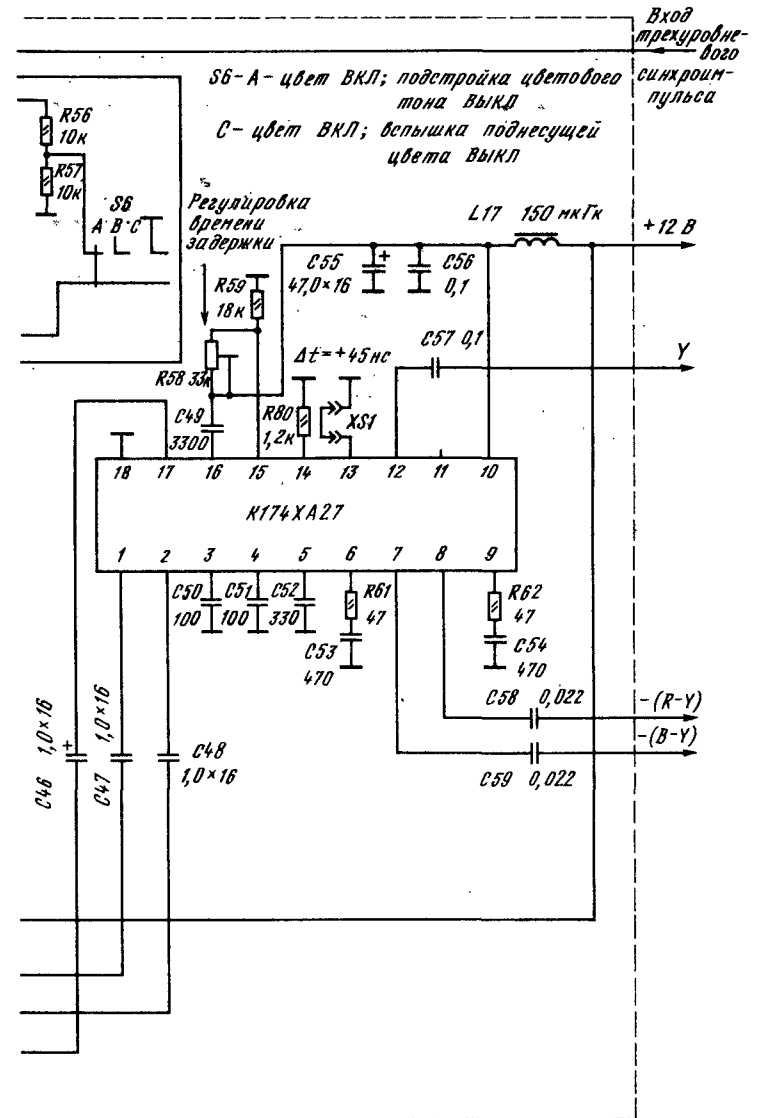 Вход
трехуровне-
вого
синхроим-
пульса
S6-А- цвет ВКЛ; подстройка цветового
тона ВЫКЛ
С- цвет ВКЛ; вспышка поднесущей
цвета ВЫКЛ
R56
10к
R57
10к
S6
А В С
Регулировка
времени
задержки
L17 150 мкГк
+12 В
C55
47,0×16
C56
0,1
R59
18к
C57 0,1
Y
R58 33к
Δt=+45нс
C49
3300
R80
1,2к
XS1
18 17 16 15 14 13 12 11 10
К174ХА27
1 2 3 4 5 6 7 8 9
C50
100
C51
100
C52
330
R61
47
R62
47
C53
470
C54
470
C58 0,022
-(R-Y)
-(B-Y)
C59 0,022
C46 1,0×16
+
C47 1,0×16
C48
1,0×16